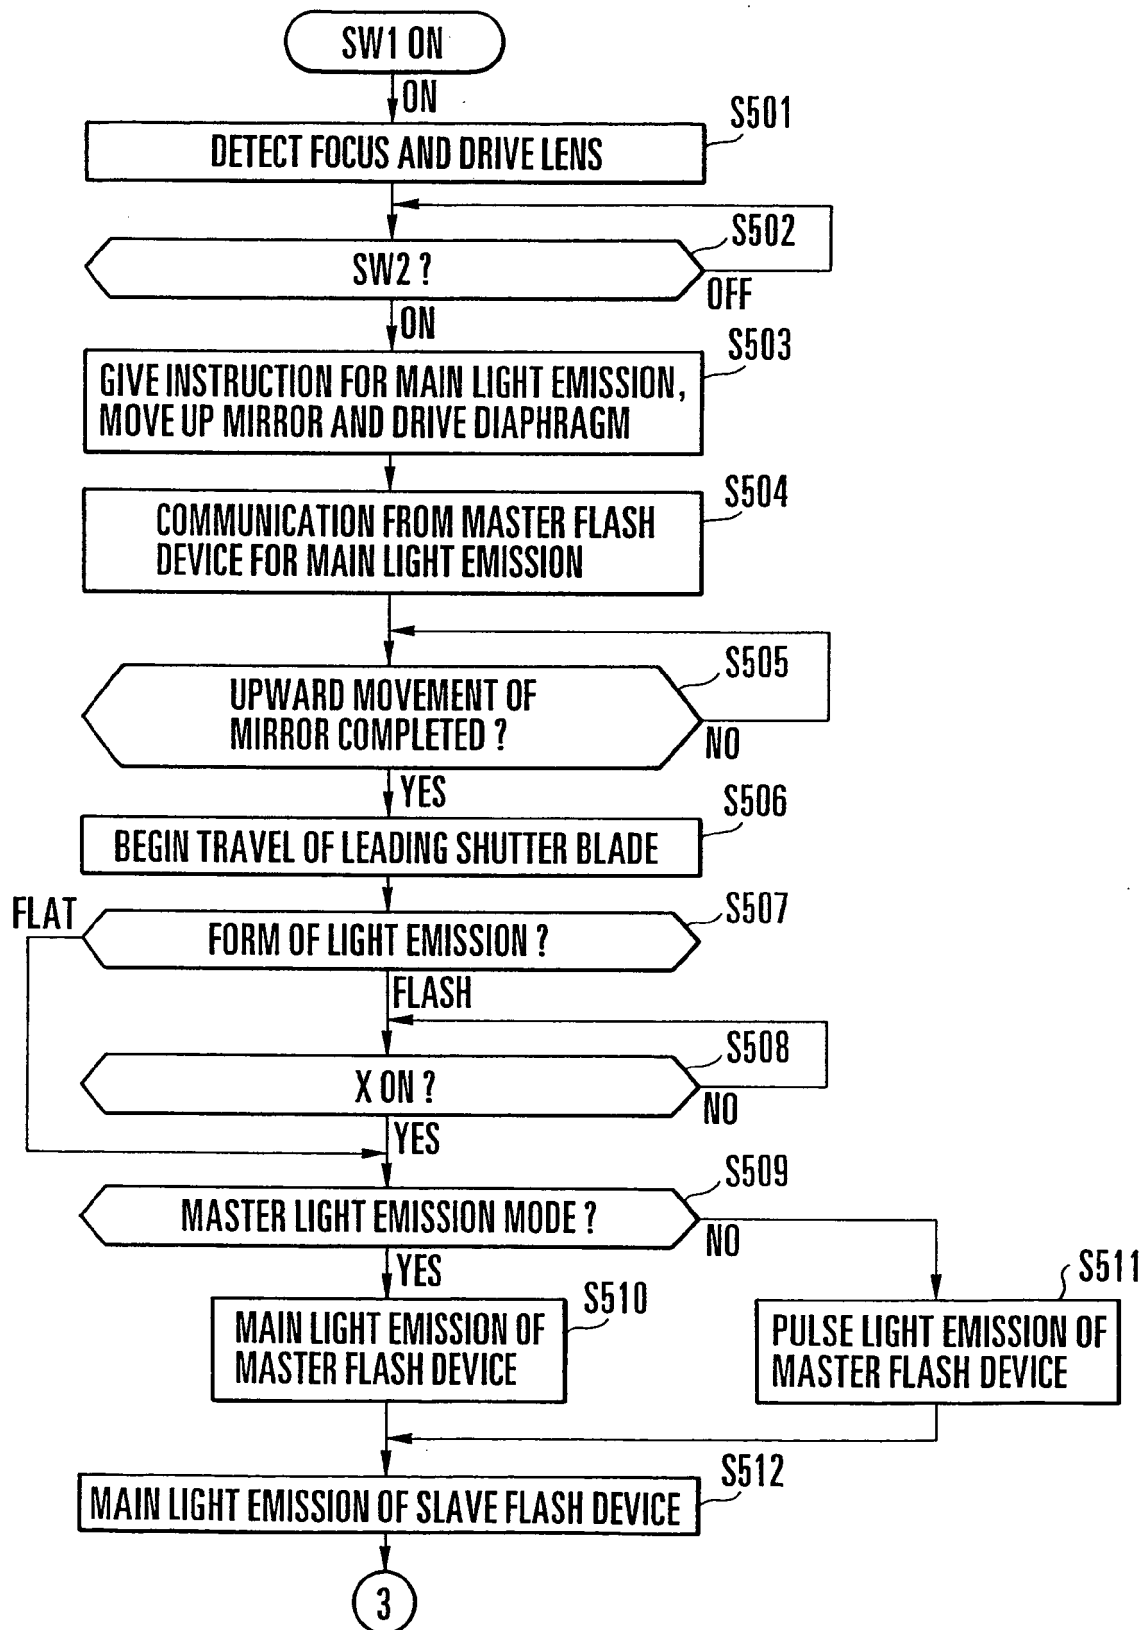 SW1 ON
ON
S501
DETECT FOCUS AND DRIVE LENS
S502
SW2 ?
OFF
ON
S503
GIVE INSTRUCTION FOR MAIN LIGHT EMISSION,
MOVE UP MIRROR AND DRIVE DIAPHRAGM
S504
COMMUNICATION FROM MASTER FLASH
DEVICE FOR MAIN LIGHT EMISSION
S505
UPWARD MOVEMENT OF
MIRROR COMPLETED ?
NO
YES
S506
BEGIN TRAVEL OF LEADING SHUTTER BLADE
S507
FLAT
FORM OF LIGHT EMISSION ?
FLASH
S508
X ON ?
NO
YES
S509
MASTER LIGHT EMISSION MODE ?
NO
YES
S510
MAIN LIGHT EMISSION OF
MASTER FLASH DEVICE
S511
PULSE LIGHT EMISSION OF
MASTER FLASH DEVICE
S512
MAIN LIGHT EMISSION OF SLAVE FLASH DEVICE
3